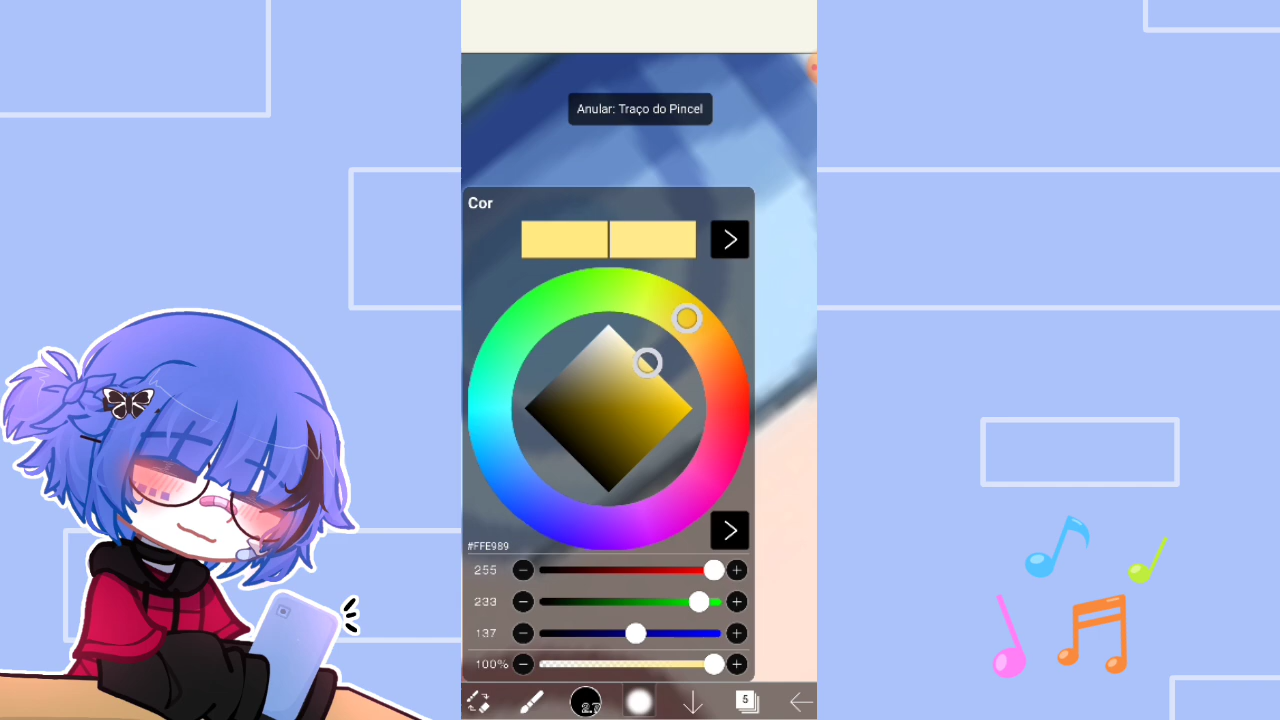 Anular: Traço do Pincel
Cor
#FFE989
255
233
137
100%
2.7
5